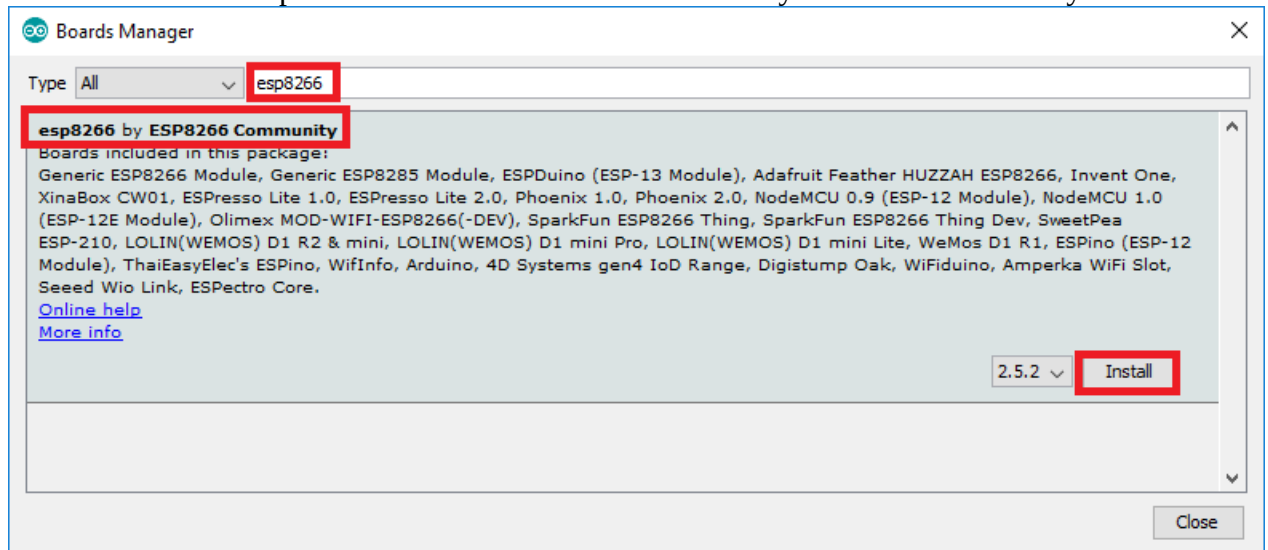 Boards Manager
Type All esp8266
esp8266 by ESP8266 Community
Boards included in this package:
Generic ESP8266 Module, Generic ESP8285 Module, ESPDuino (ESP-13 Module), Adafruit Feather HUZZAH ESP8266, Invent One,
XinaBox CW01, ESPresso Lite 1.0, ESPresso Lite 2.0, Phoenix 1.0, Phoenix 2.0, NodeMCU 0.9 (ESP-12 Module), NodeMCU 1.0
(ESP-12E Module), Olimex MOD-WIFI-ESP8266(-DEV), SparkFun ESP8266 Thing, SparkFun ESP8266 Thing Dev, SweetPea
ESP-210, LOLIN(WEMOS) D1 R2 & mini, LOLIN(WEMOS) D1 mini Pro, LOLIN(WEMOS) D1 mini Lite, WeMos D1 R1, ESPino (ESP-12
Module), ThaiEasyElec's ESPino, WifInfo, Arduino, 4D Systems gen4 IoD Range, Digistump Oak, WiFiduino, Amperka WiFi Slot,
Seeed Wio Link, ESPectro Core.
Online help
More info
2.5.2 Install
Close